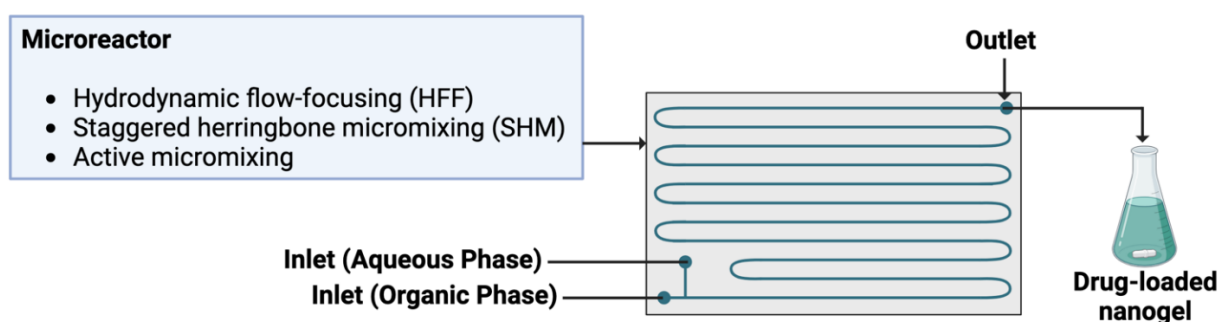 Microreactor
• Hydrodynamic flow-focusing (HFF)
• Staggered herringbone micromixing (SHM)
• Active micromixing
Outlet
Inlet (Aqueous Phase)
Inlet (Organic Phase)
Drug-loaded
nanogel